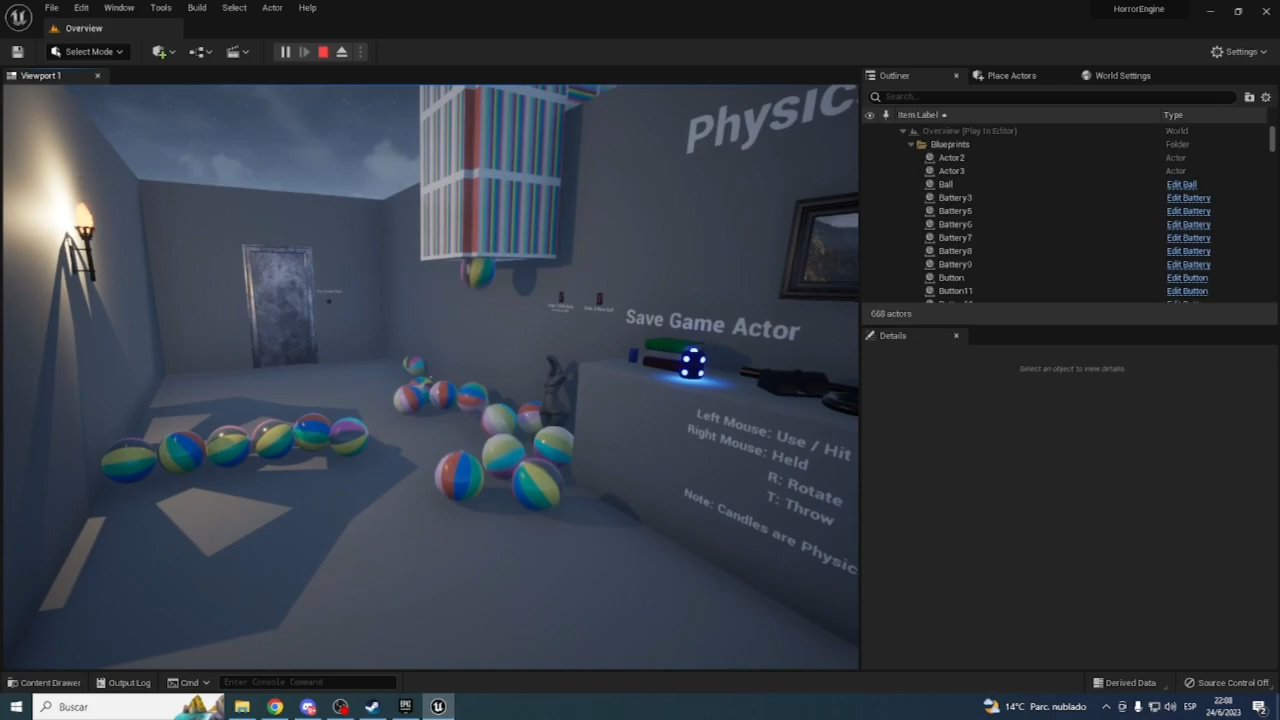 File Edit Window Tools Build Select Actor Help
HorrorEngine
Overview
Select Mode
Settings
Viewport 1
Outliner
Place Actors
World Settings
Search...
Item Label
Type
Overview (Play In Editor)
World
Blueprints
Folder
Actor2
Actor
Actor3
Actor
Ball
Edit Ball
Battery3
Edit Battery
Battery5
Edit Battery
Battery6
Edit Battery
Battery7
Edit Battery
Battery8
Edit Battery
Battery9
Edit Battery
Button
Edit Button
Button11
Edit Button
668 actors
Details
Select an object to view details.
Physic
Save Game Actor
Left Mouse: Use / Hit
Right Mouse: Held
R: Rotate
T: Throw
Note: Candles are Physic
Content Drawer
Output Log
Cmd
Enter Console Command
Derived Data
Source Control Off
Buscar
14°C Parc. nublado
ESP
22:08
24/6/2023
2